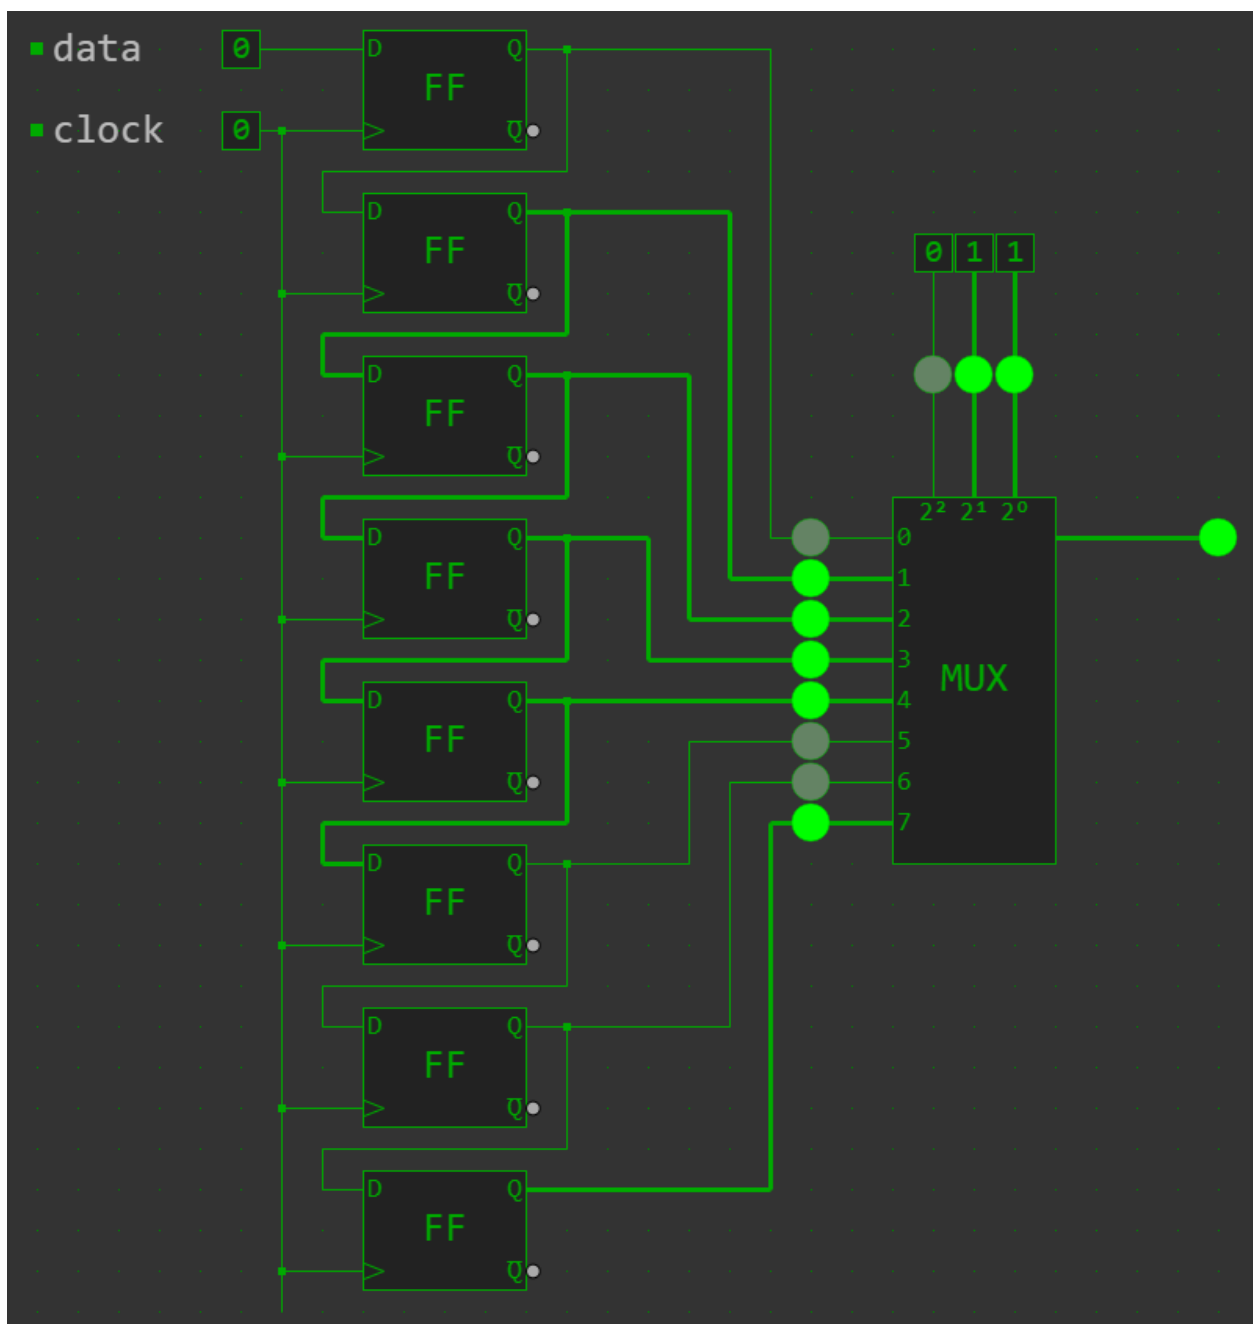 data 0 D Q
FF
clock 0 Q̅
D Q
FF
Q̅
0 1 1
D Q
FF
Q̅
2² 2¹ 2⁰
D Q 0
FF
1
Q̅ 2
3
MUX
D Q 4
FF
5
Q̅ 6
7
D Q
FF
Q̅
D Q
FF
Q̅
D Q
FF
Q̅